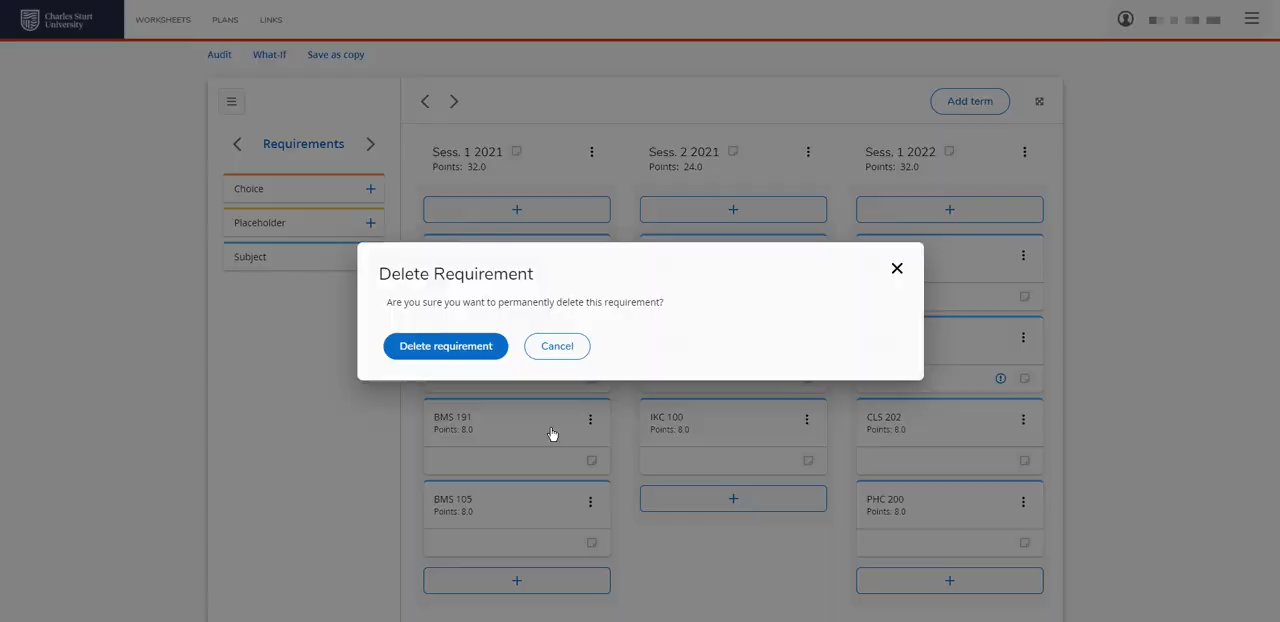 Charles Sturt
University
WORKSHEETS
PLANS
LINKS
Audit
What-If
Save as copy
Requirements
Choice
Placeholder
Subject
Add term
Sess. 1 2021
Points: 32.0
Sess. 2 2021
Points: 24.0
Sess. 1 2022
Points: 32.0
Delete Requirement
Are you sure you want to permanently delete this requirement?
Delete requirement
Cancel
BMS 191
Points: 8.0
IKC 100
Points: 8.0
CLS 202
Points: 8.0
BMS 105
Points: 8.0
PHC 200
Points: 8.0